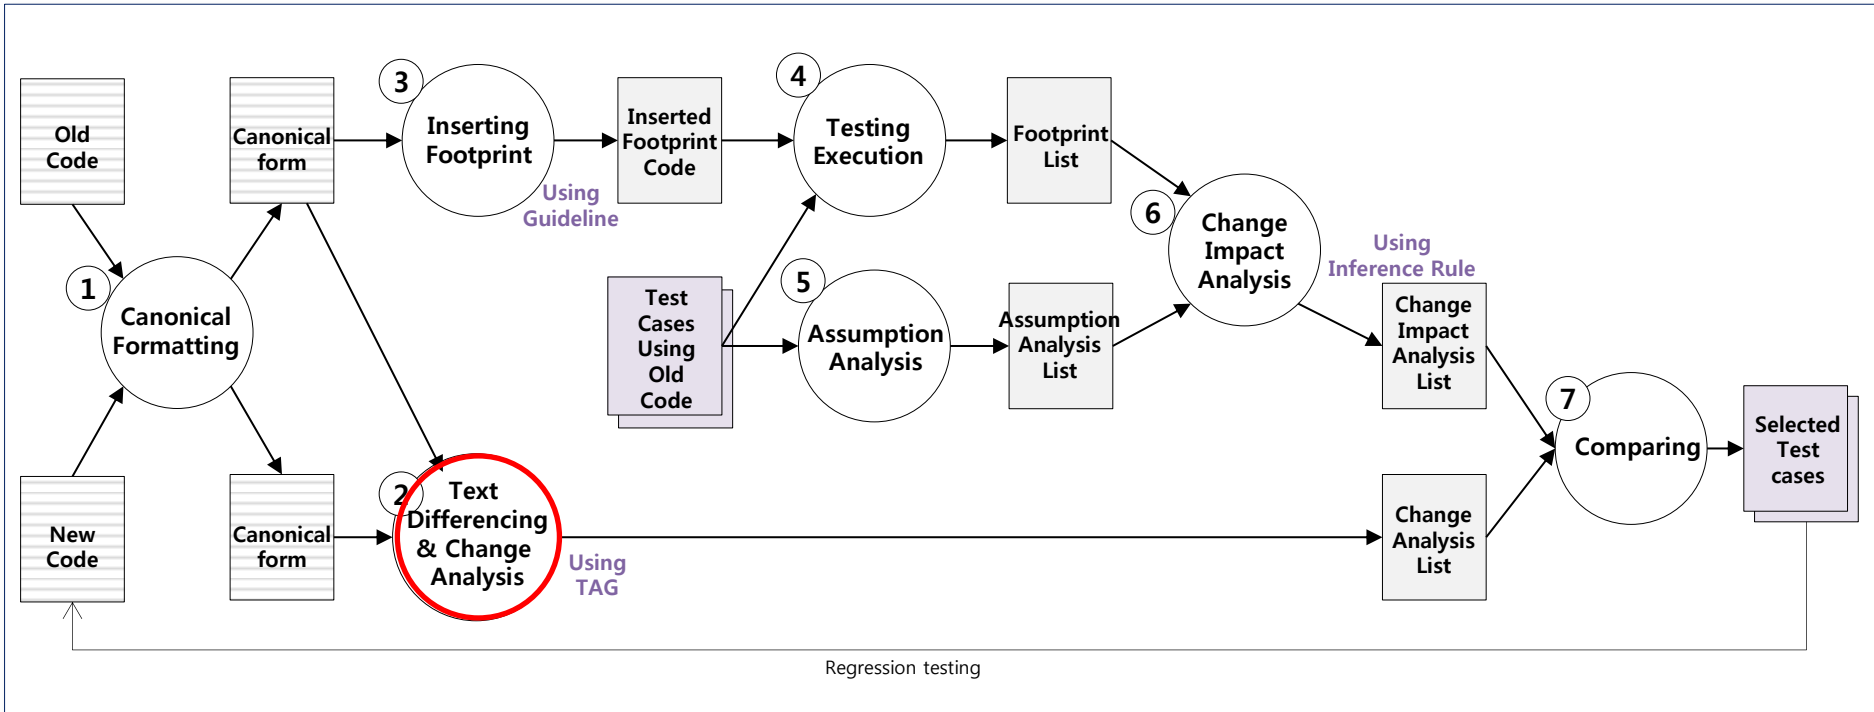 Old
Code
Canonical
form
3
Inserting
Footprint
Using
Guideline
Inserted
Footprint
Code
4
Testing
Execution
Footprint
List
1
Canonical
Formatting
Test
Cases
Using
Old
Code
5
Assumption
Analysis
Assumption
Analysis
List
6
Change
Impact
Analysis
Using
Inference Rule
Change
Impact
Analysis
List
New
Code
Canonical
form
2
Text
Differencing
& Change
Analysis
Using
TAG
Change
Analysis
List
7
Comparing
Selected
Test
cases
Regression testing